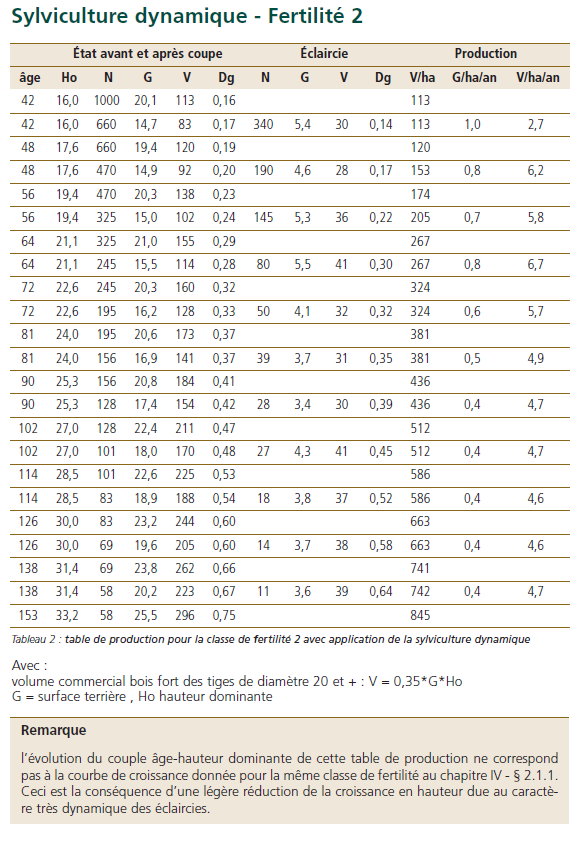 Sylviculture dynamique - Fertilité 2
État avant et après coupe Éclaircie Production
âge Ho N G V Dg N G V Dg V/ha G/ha/an V/ha/an
42 16,0 1000 20,1 113 0,16 113
42 16,0 660 14,7 83 0,17 340 5,4 30 0,14 113 1,0 2,7
48 17,6 660 19,4 120 0,19 120
48 17,6 470 14,9 92 0,20 190 4,6 28 0,17 153 0,8 6,2
56 19,4 470 20,3 138 0,23 174
56 19,4 325 15,0 102 0,24 145 5,3 36 0,22 205 0,7 5,8
64 21,1 325 21,0 155 0,29 267
64 21,1 245 15,5 114 0,28 80 5,5 41 0,30 267 0,8 6,7
72 22,6 245 20,3 160 0,32 324
72 22,6 195 16,2 128 0,33 50 4,1 32 0,32 324 0,6 5,7
81 24,0 195 20,6 173 0,37 381
81 24,0 156 16,9 141 0,37 39 3,7 31 0,35 381 0,5 4,9
90 25,3 156 20,8 184 0,41 436
90 25,3 128 17,4 154 0,42 28 3,4 30 0,39 436 0,4 4,7
102 27,0 128 22,4 211 0,47 512
102 27,0 101 18,0 170 0,48 27 4,3 41 0,45 512 0,4 4,7
114 28,5 101 22,6 225 0,53 586
114 28,5 83 18,9 188 0,54 18 3,8 37 0,52 586 0,4 4,6
126 30,0 83 23,2 244 0,60 663
126 30,0 69 19,6 205 0,60 14 3,7 38 0,58 663 0,4 4,6
138 31,4 69 23,8 262 0,66 741
138 31,4 58 20,2 223 0,67 11 3,6 39 0,64 742 0,4 4,7
153 33,2 58 25,5 296 0,75 845
Tableau 2 : table de production pour la classe de fertilité 2 avec application de la sylviculture dynamique
Avec :
volume commercial bois fort des tiges de diamètre 20 et + : V = 0,35*G*Ho
G = surface terrière , Ho hauteur dominante
Remarque
l'évolution du couple âge-hauteur dominante de cette table de production ne correspond
pas à la courbe de croissance donnée pour la même classe de fertilité au chapitre IV - § 2.1.1.
Ceci est la conséquence d'une légère réduction de la croissance en hauteur due au caractè-
re très dynamique des éclaircies.